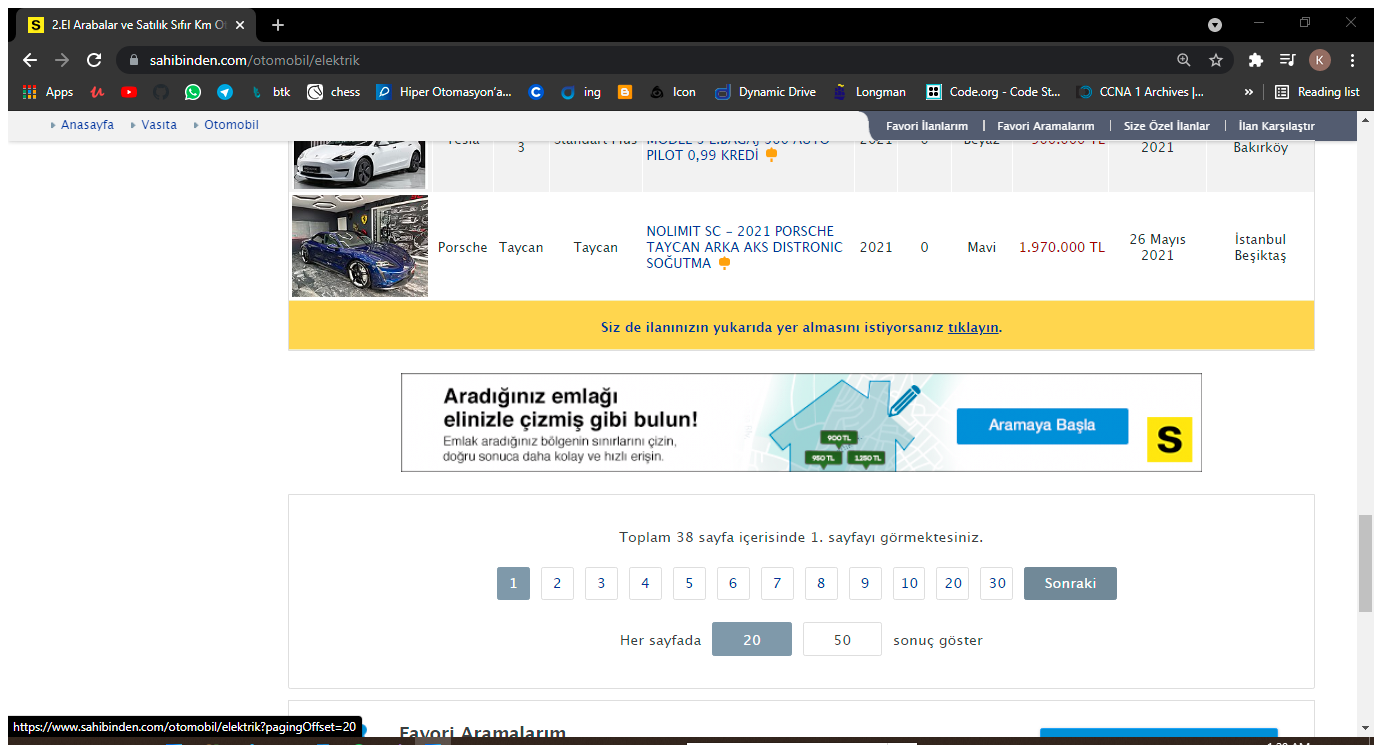 S 2.El Arabalar ve Satılık Sıfır Km Ot
sahibinden.com/otomobil/elektrik K
Apps btk chess Hiper Otomasyon'a... ing Icon Dynamic Drive Longman Code.org - Code St... CCNA 1 Archives |... » Reading list
Anasayfa Vasıta Otomobil Favori İlanlarım | Favori Aramalarım | Size Özel İlanlar | İlan Karşılaştır
Tesla 3 Standart Plus MODEL 3 E.BAGAJ 360 AUTO 2021 0 Beyaz TL 2021 Bakırköy
PİLOT 0,99 KREDİ
Porsche Taycan Taycan NOLIMIT SC - 2021 PORSCHE TAYCAN ARKA AKS DISTRONIC SOĞUTMA 2021 0 Mavi 1.970.000 TL 26 Mayıs 2021 İstanbul Beşiktaş
Siz de ilanınızın yukarıda yer almasını istiyorsanız tıklayın.
Aradığınız emlağı
elinizle çizmiş gibi bulun!
Emlak aradığınız bölgenin sınırlarını çizin,
doğru sonuca daha kolay ve hızlı erişin.
900 TL
950 TL 1.250 TL
Aramaya Başla
S
Toplam 38 sayfa içerisinde 1. sayfayı görmektesiniz.
1 2 3 4 5 6 7 8 9 10 20 30 Sonraki
Her sayfada 20 50 sonuç göster
https://www.sahibinden.com/otomobil/elektrik?pagingOffset=20
Favori Aramalarım